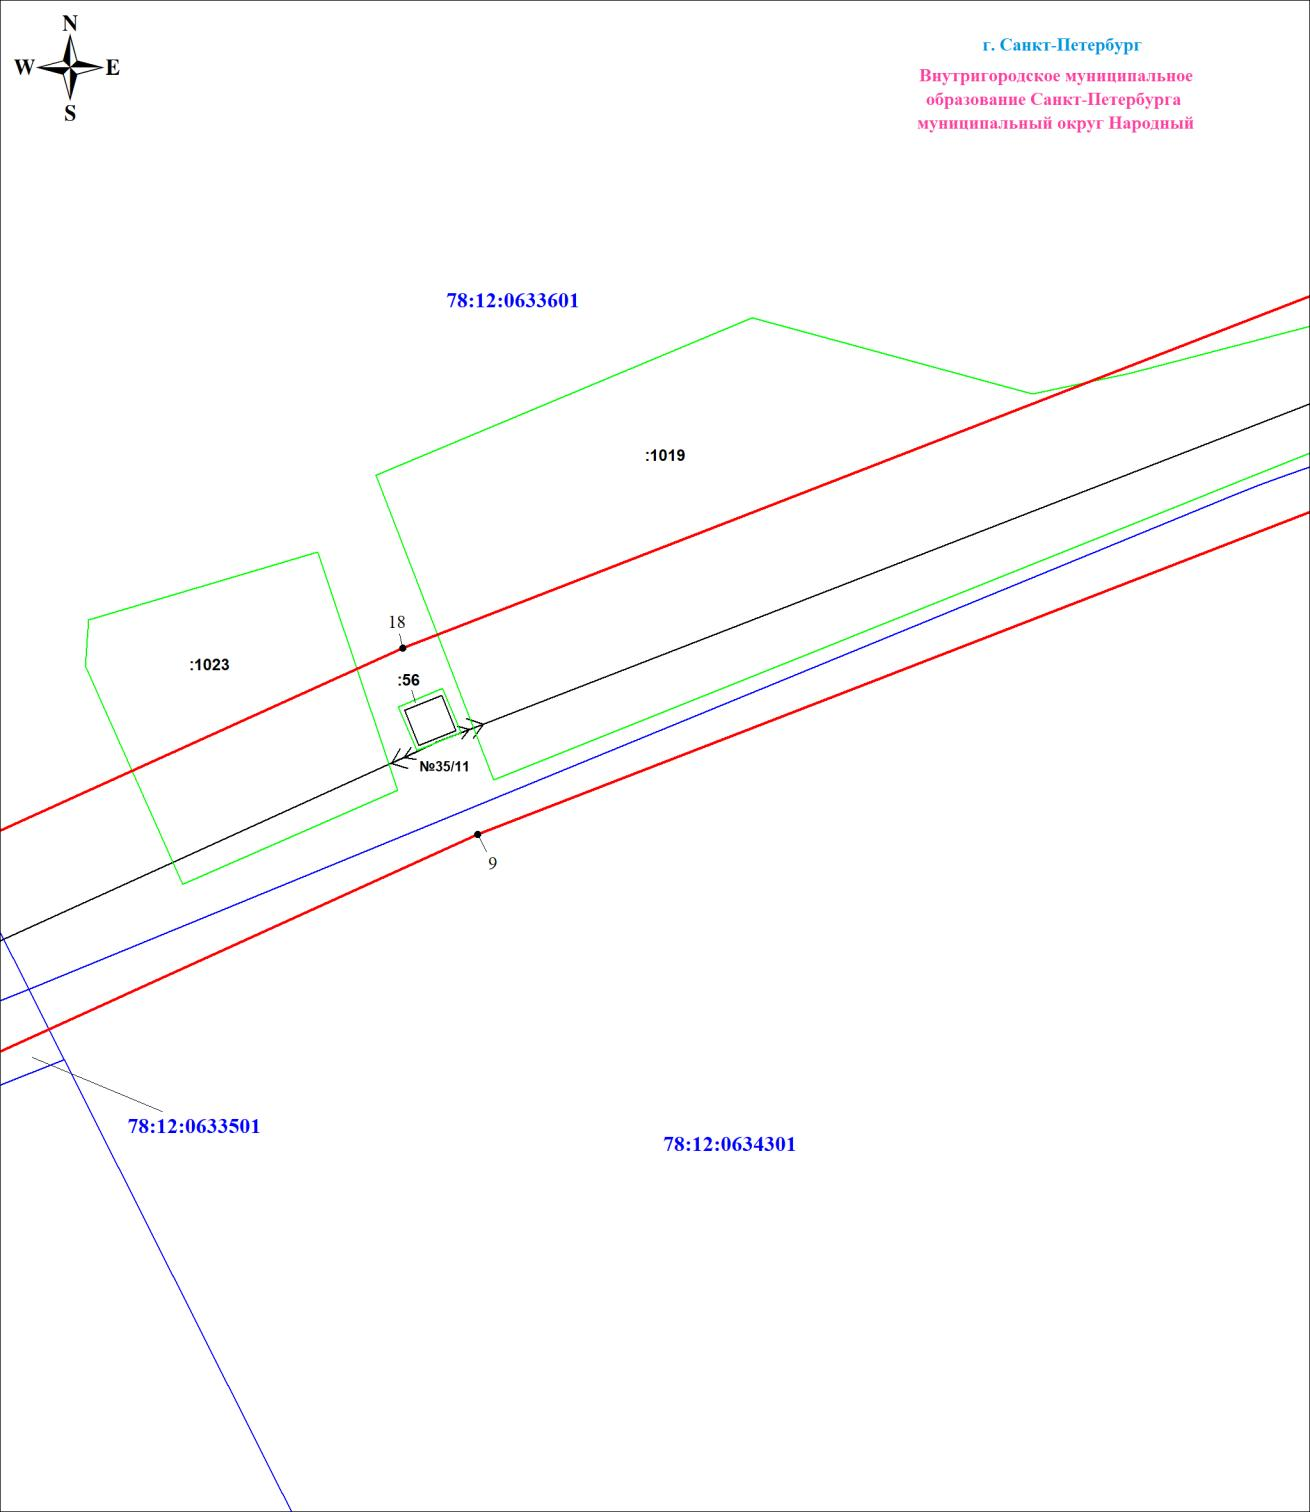 N
W E
S
г. Санкт-Петербург
Внутригородское муниципальное
образование Санкт-Петербурга
муниципальный округ Народный
78:12:0633601
:1019
18
:1023
:56
№35/11
9
78:12:0633501
78:12:0634301